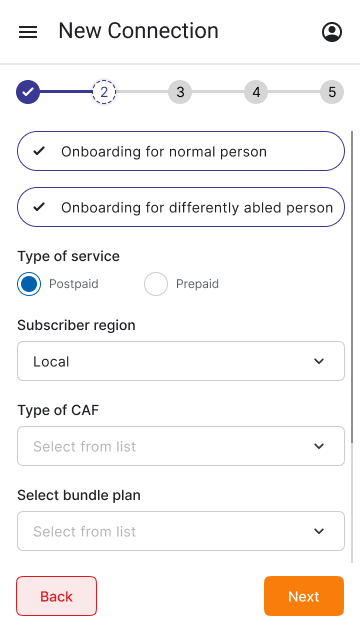 New Connection
2 3 4 5
Onboarding for normal person
Onboarding for differently abled person
Type of service
Postpaid Prepaid
Subscriber region
Local
Type of CAF
Select from list
Select bundle plan
Select from list
Back Next